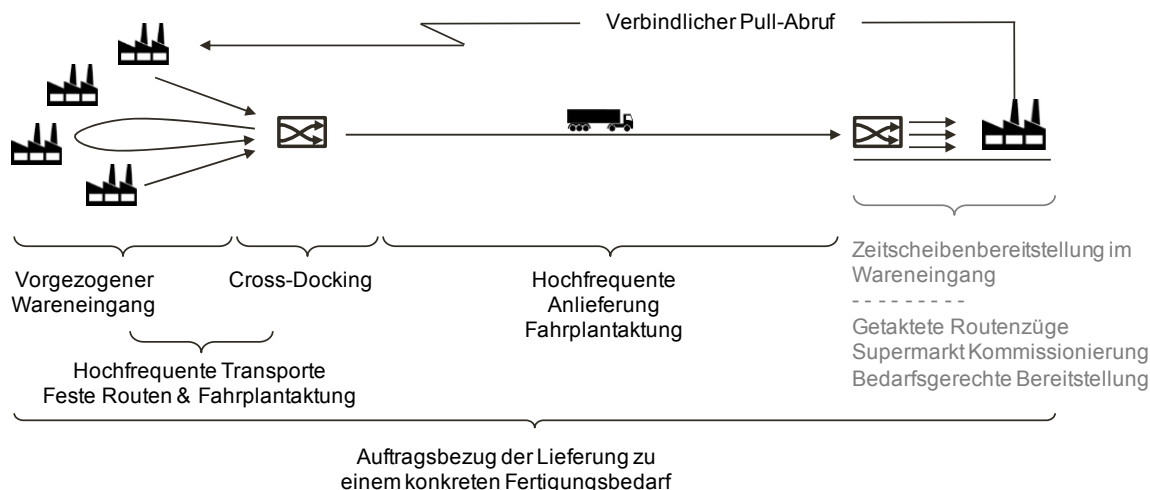 Verbindlicher Pull-Abruf
Vorgezogener
Wareneingang
Cross-Docking
Hochfrequente
Anlieferung
Fahrplantaktung
Zeitscheibenbereitstellung im
Wareneingang
- - - - - - - - -
Getaktete Routenzüge
Supermarkt Kommissionierung
Bedarfsgerechte Bereitstellung
Hochfrequente Transporte
Feste Routen & Fahrplantaktung
Auftragsbezug der Lieferung zu
einem konkreten Fertigungsbedarf